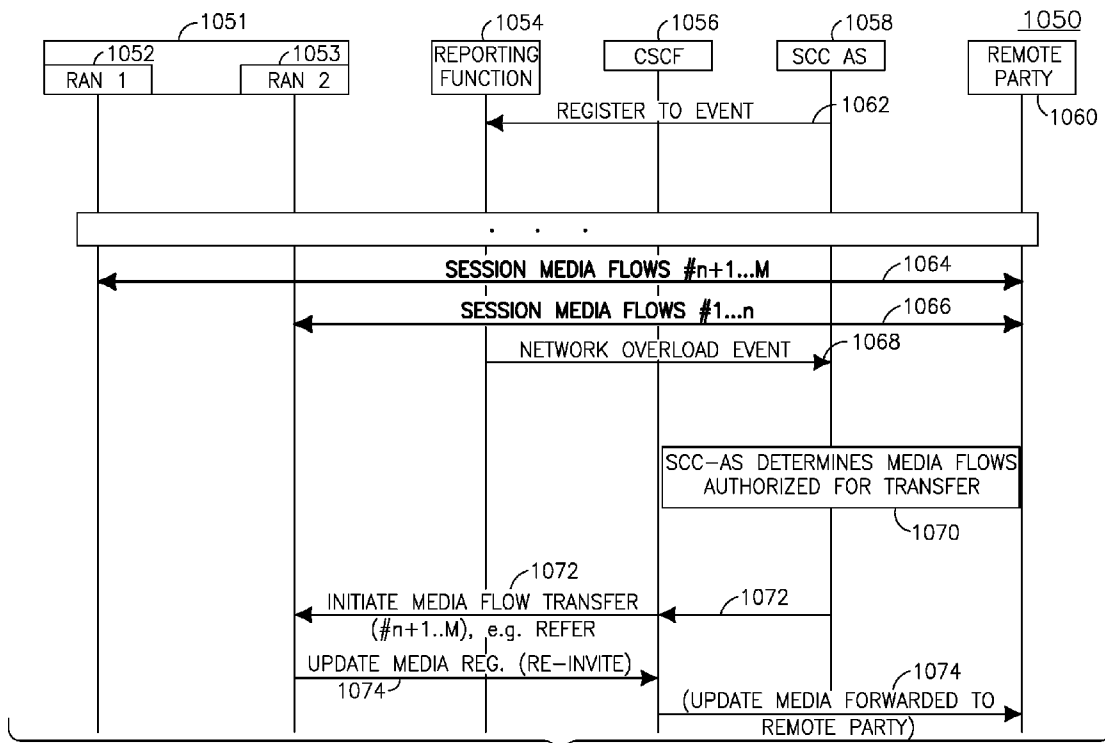 1050
1051
1052
1053
1054
1056
1058
RAN 1
RAN 2
REPORTING
FUNCTION
CSCF
SCC AS
REMOTE
PARTY
1060
REGISTER TO EVENT
1062
. . .
SESSION MEDIA FLOWS #n+1...M
1064
SESSION MEDIA FLOWS #1...n
1066
NETWORK OVERLOAD EVENT
1068
SCC-AS DETERMINES MEDIA FLOWS
AUTHORIZED FOR TRANSFER
1070
1072
INITIATE MEDIA FLOW TRANSFER
(#n+1..M), e.g. REFER
1072
UPDATE MEDIA REG. (RE-INVITE)
1074
1074
(UPDATE MEDIA FORWARDED TO
REMOTE PARTY)